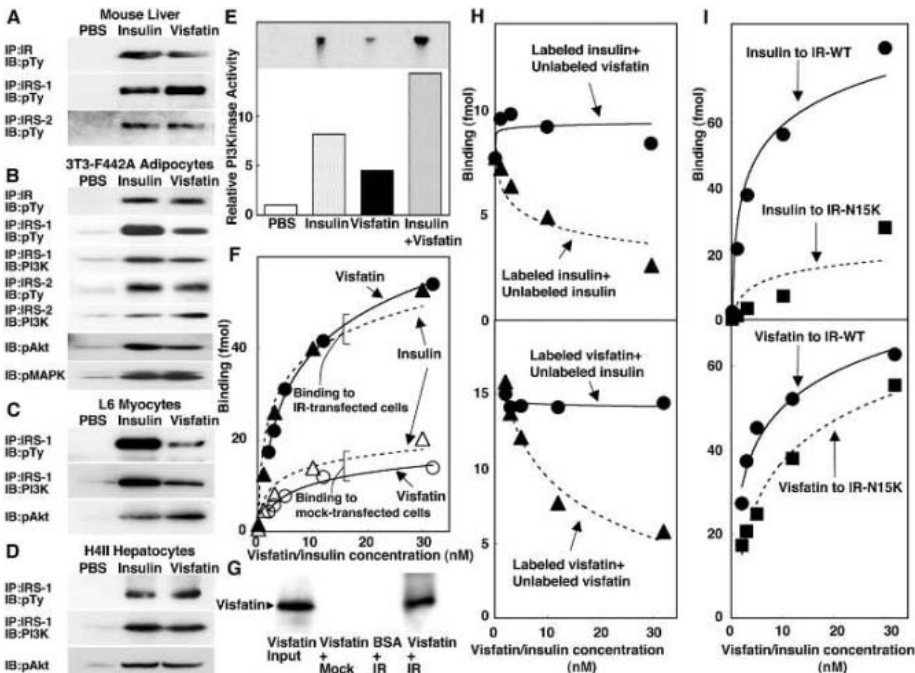 A
Mouse Liver
PBS Insulin Visfatin
IP:IR
IB:pTy
IP:IRS-1
IB:pTy
IP:IRS-2
IB:pTy
B
3T3-F442A Adipocytes
PBS Insulin Visfatin
IP:IR
IB:pTy
IP:IRS-1
IB:pTy
IP:IRS-1
IB:PI3K
IP:IRS-2
IB:pTy
IP:IRS-2
IB:PI3K
IB:pAkt
IB:pMAPK
C
L6 Myocytes
PBS Insulin Visfatin
IP:IRS-1
IB:pTy
IP:IRS-1
IB:PI3K
IB:pAkt
D
H4II Hepatocytes
PBS Insulin Visfatin
IP:IRS-1
IB:pTy
IP:IRS-1
IB:PI3K
IB:pAkt
E
Relative PI3Kinase Activity
10
5
0
PBS
Insulin
Visfatin
Insulin
+Visfatin
F
Binding (fmol)
40
20
0
Visfatin
Insulin
Binding to
IR-transfected cells
Binding to
mock-transfected cells
Visfatin
0 10 20 30
Visfatin/insulin concentration
(nM)
G
Visfatin
Visfatin
Input
Visfatin
+
Mock
BSA
+
IR
Visfatin
+
IR
H
Binding (fmol)
Labeled insulin+
Unlabeled visfatin
10
5
0
Labeled insulin+
Unlabeled insulin
Labeled visfatin+
Unlabeled insulin
15
10
5
0
Labeled visfatin+
Unlabeled visfatin
0 10 20 30
Visfatin/insulin concentration
(nM)
I
Binding (fmol)
Insulin to IR-WT
80
60
40
20
0
Insulin to IR-N15K
Visfatin to IR-WT
60
40
20
0
Visfatin to IR-N15K
0 10 20 30
Visfatin/insulin concentration
(nM)